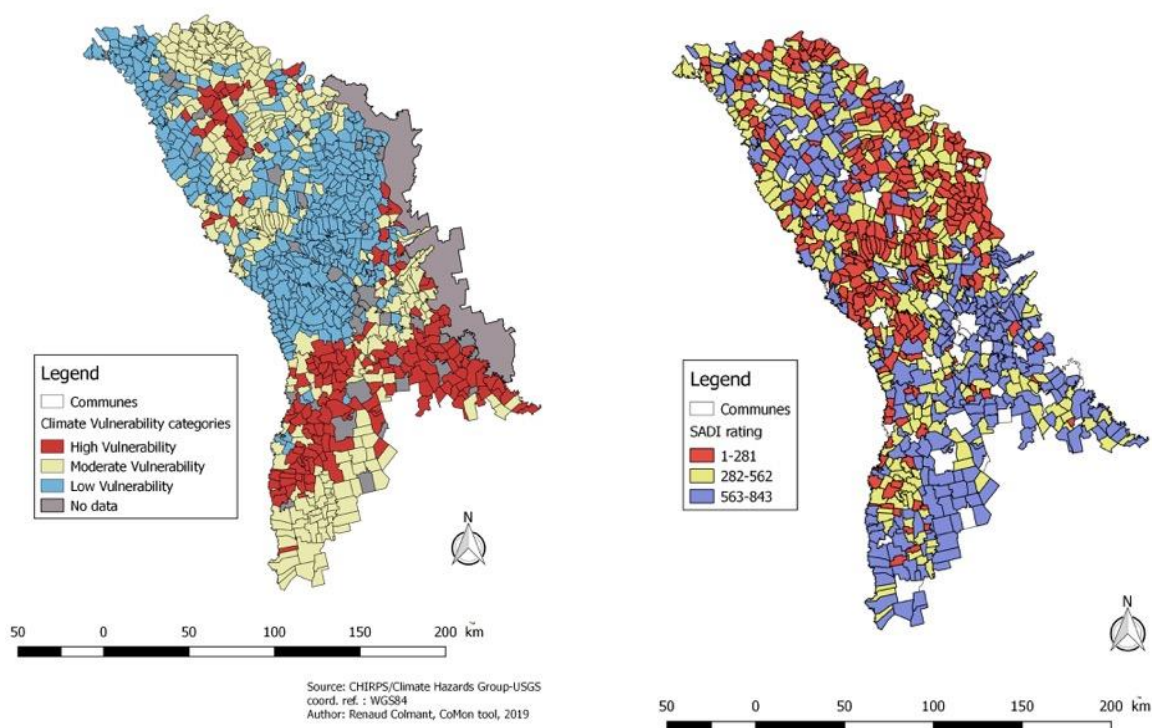 Legend
Communes
Climate Vulnerability categories
High Vulnerability
Moderate Vulnerability
Low Vulnerability
No data
N
50 0 50 100 150 200 km
Source: CHIRPS/Climate Hazards Group-USGS
coord. ref. : WGS84
Author: Renaud Colmant, CoMon tool, 2019
Legend
Communes
SADI rating
1-281
282-562
563-843
N
50 0 50 100 150 200 km